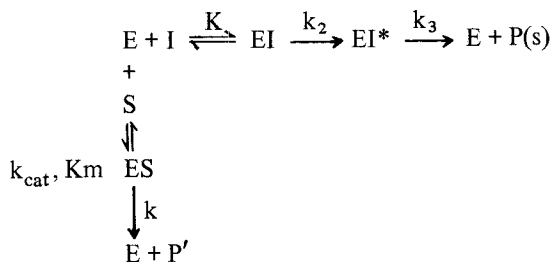 E + I ⇌ K EI → k₂ EI* → k₃ E + P(s)
+
S
⇌
k_cat, Km ES
↓ k
E + P′